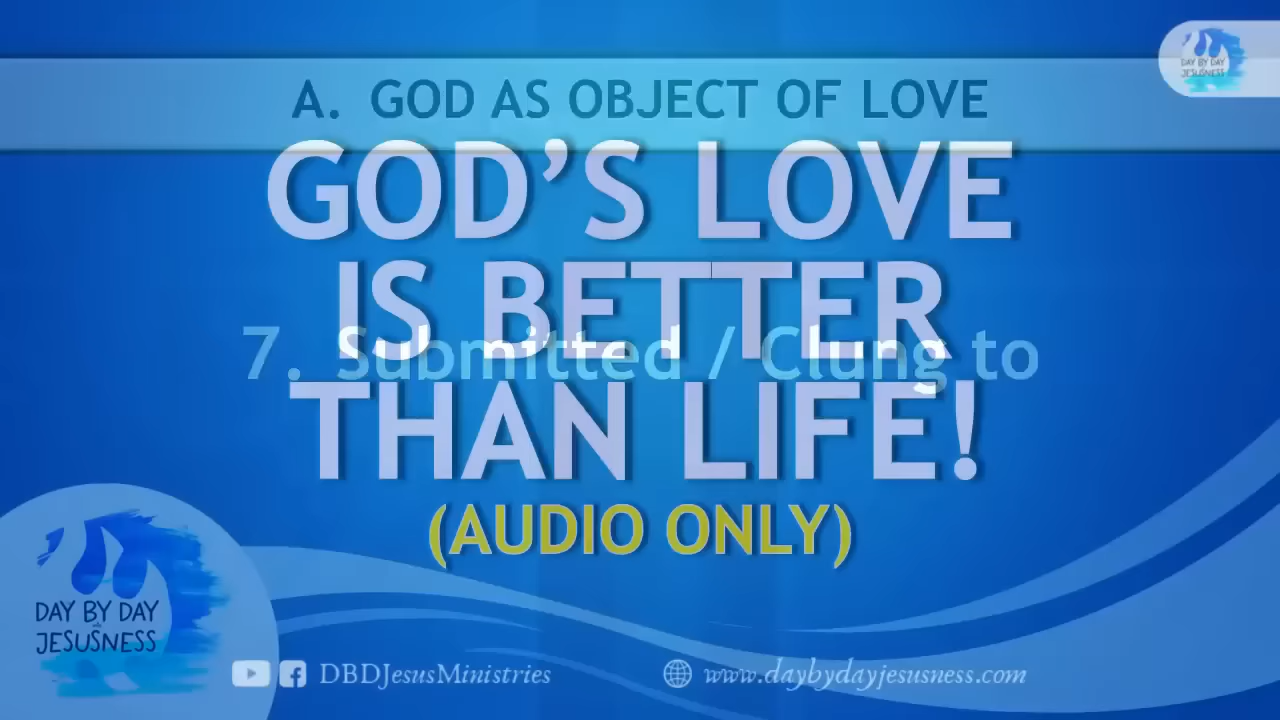 DAY BY DAY
JESUSNESS
A. GOD AS OBJECT OF LOVE
GOD’S LOVE
IS BETTER
7. Submitted / Clung to
THAN LIFE!
(AUDIO ONLY)
DAY BY DAY
JESUSNESS
DBDJesusMinistries
www.daybydayjesusness.com